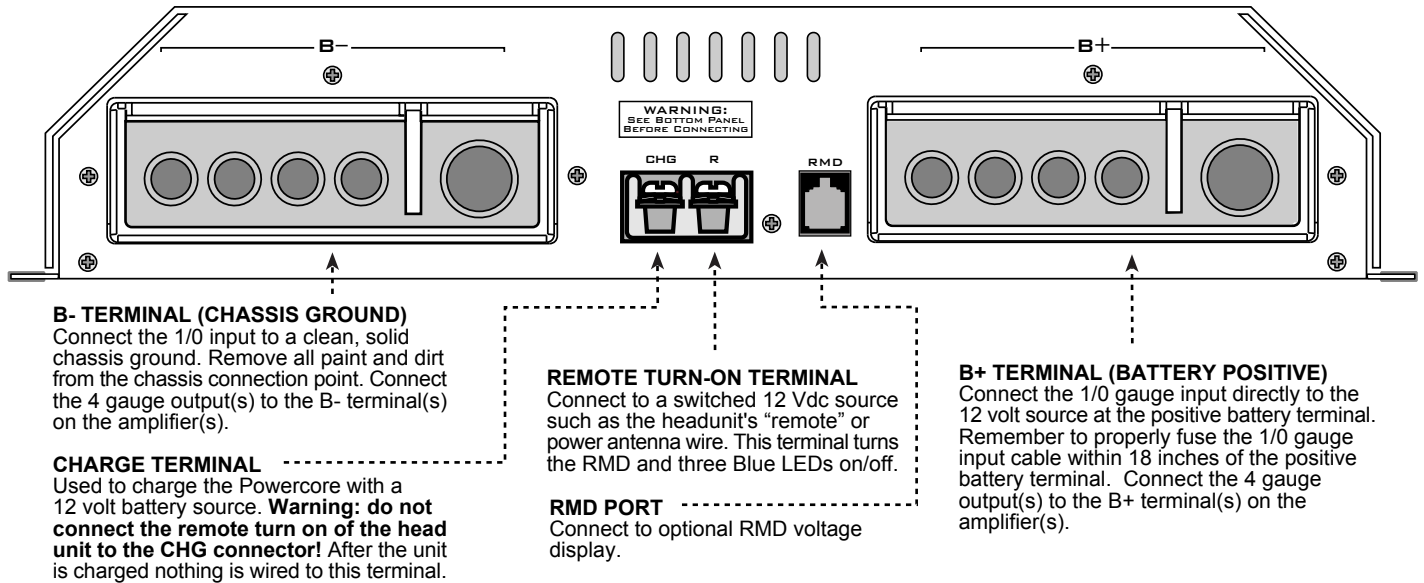 B−
B+
WARNING:
SEE BOTTOM PANEL
BEFORE CONNECTING
CHG
R
RMD
B- TERMINAL (CHASSIS GROUND)
Connect the 1/0 input to a clean, solid
chassis ground. Remove all paint and dirt
from the chassis connection point. Connect
the 4 gauge output(s) to the B- terminal(s)
on the amplifier(s).
CHARGE TERMINAL
Used to charge the Powercore with a
12 volt battery source. Warning: do not
connect the remote turn on of the head
unit to the CHG connector! After the unit
is charged nothing is wired to this terminal.
REMOTE TURN-ON TERMINAL
Connect to a switched 12 Vdc source
such as the headunit's “remote” or
power antenna wire. This terminal turns
the RMD and three Blue LEDs on/off.
RMD PORT
Connect to optional RMD voltage
display.
B+ TERMINAL (BATTERY POSITIVE)
Connect the 1/0 gauge input directly to the
12 volt source at the positive battery terminal.
Remember to properly fuse the 1/0 gauge
input cable within 18 inches of the positive
battery terminal.  Connect the 4 gauge
output(s) to the B+ terminal(s) on the
amplifier(s).